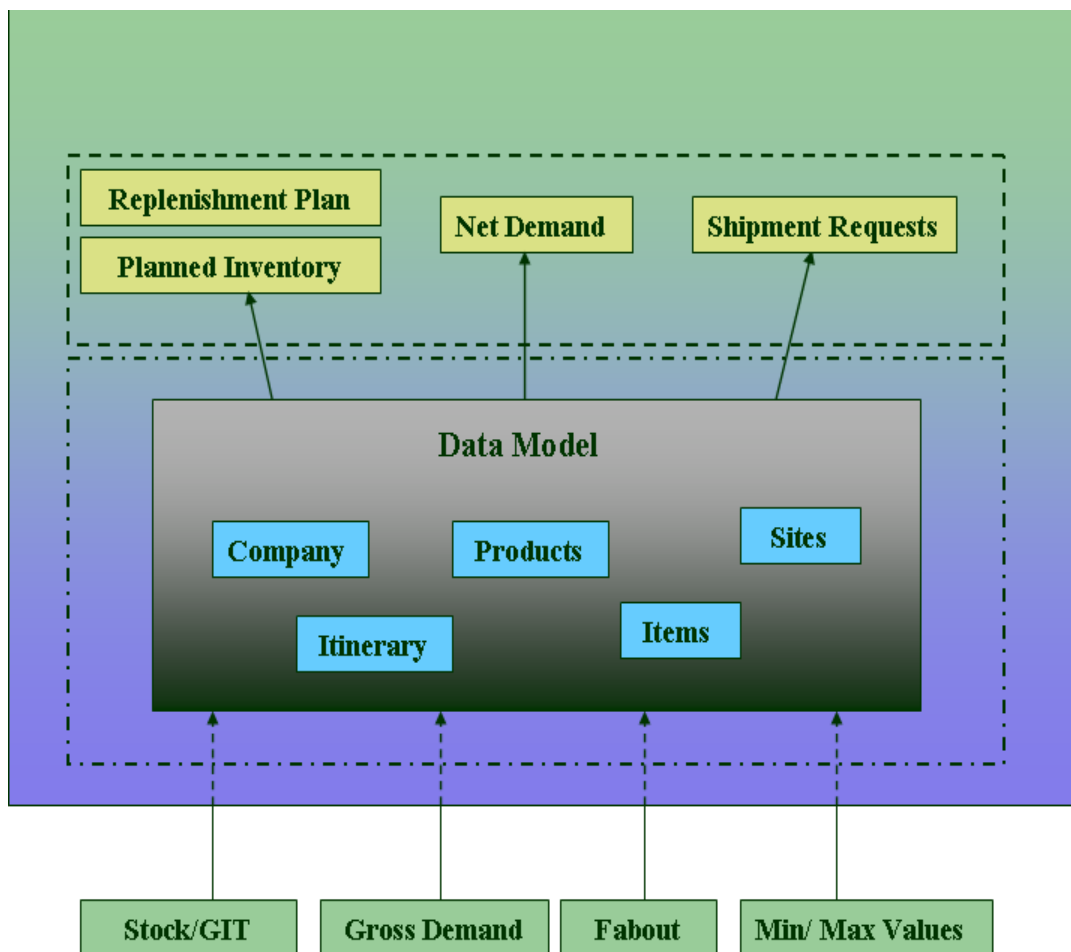 Replenishment Plan
Net Demand
Shipment Requests
Planned Inventory
Data Model
Company
Products
Sites
Itinerary
Items
Stock/GIT
Gross Demand
Fabout
Min/ Max Values